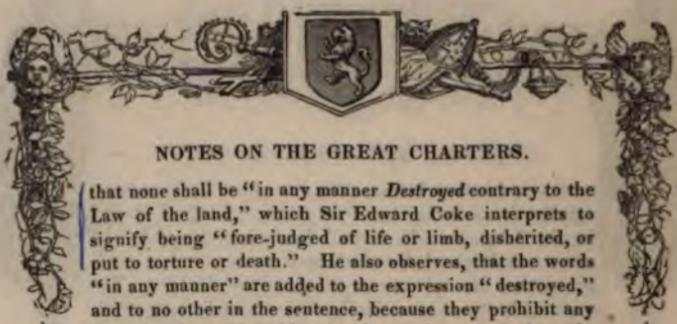 NOTES ON THE GREAT CHARTERS.
that none shall be “in any manner Destroyed contrary to the
Law of the land,” which Sir Edward Coke interprets to
signify being “fore-judged of life or limb, disherited, or
put to torture or death.” He also observes, that the words
“in any manner” are added to the expression “destroyed,”
and to no other in the sentence, because they prohibit any